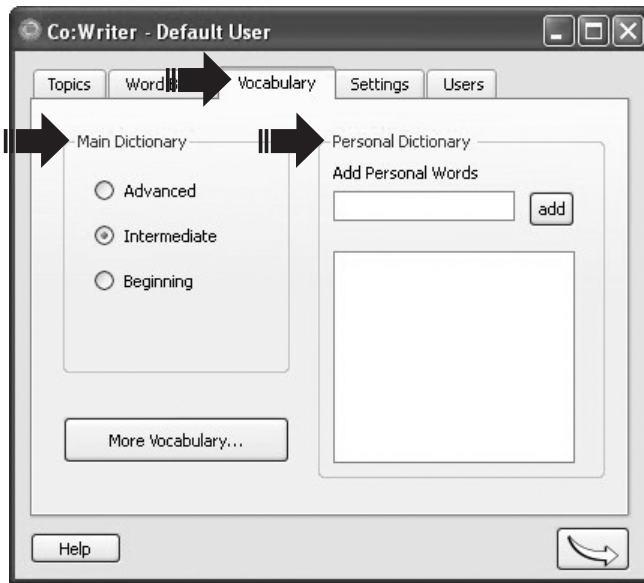 Co:Writer - Default User
Topics Word Vocabulary Settings Users
Main Dictionary
Advanced
Intermediate
Beginning
More Vocabulary...
Personal Dictionary
Add Personal Words
add
Help